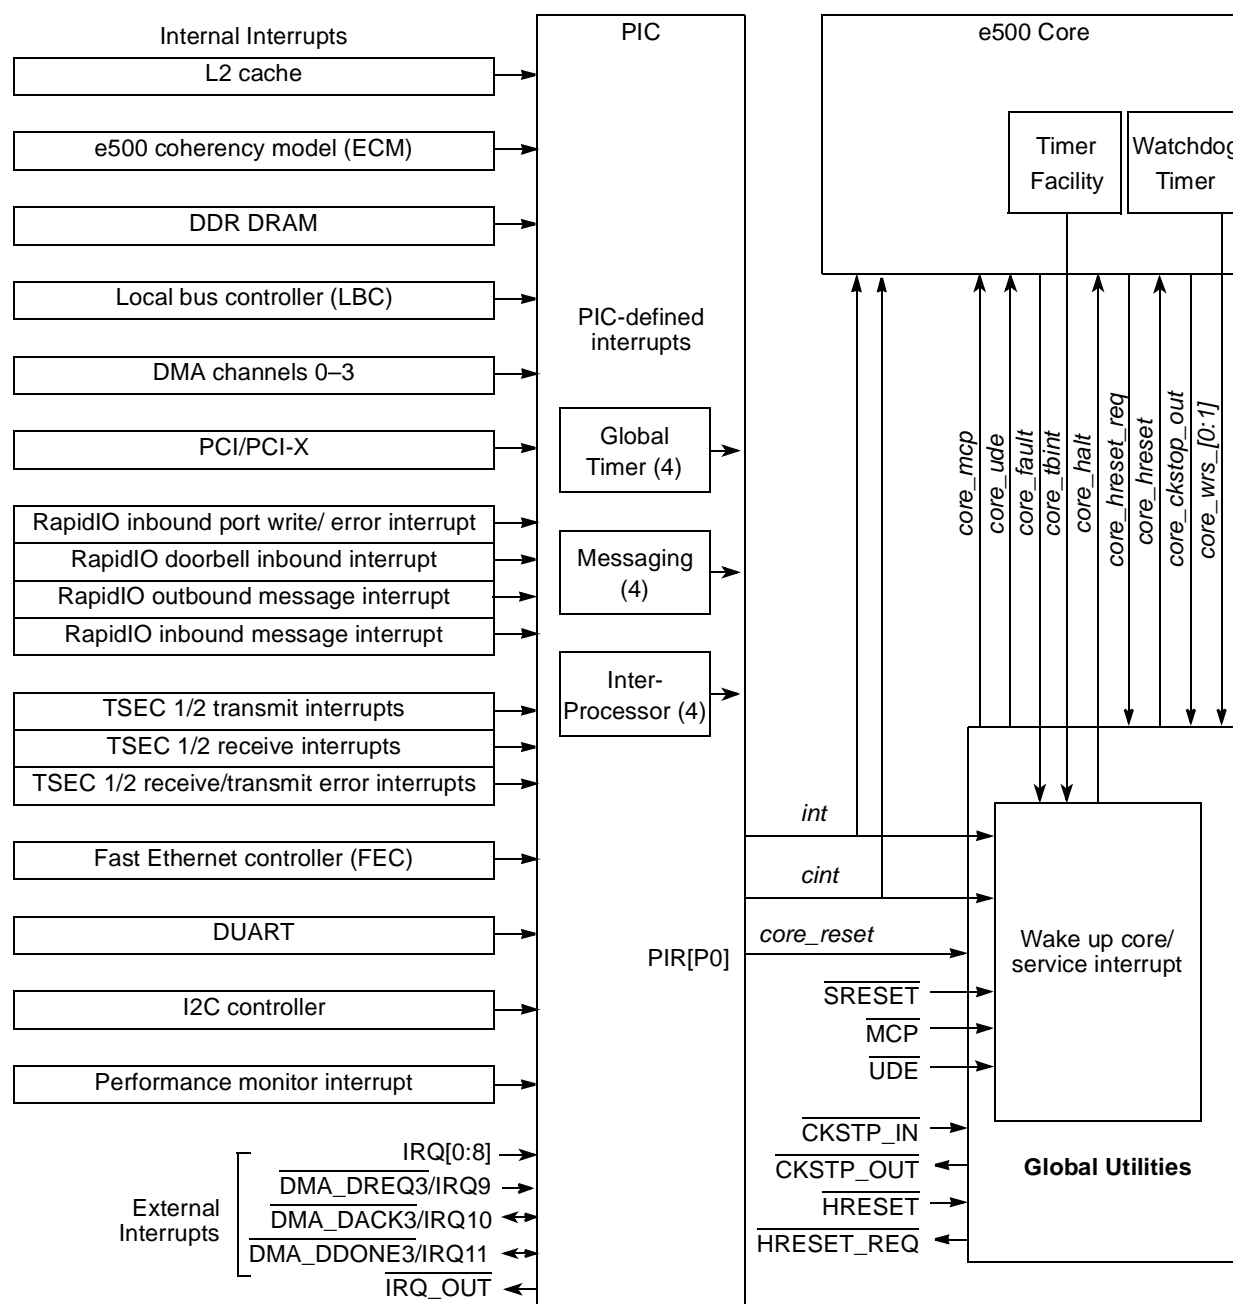 Internal Interrupts
L2 cache
e500 coherency model (ECM)
DDR DRAM
Local bus controller (LBC)
DMA channels 0–3
PCI/PCI-X
RapidIO inbound port write/ error interrupt
RapidIO doorbell inbound interrupt
RapidIO outbound message interrupt
RapidIO inbound message interrupt
TSEC 1/2 transmit interrupts
TSEC 1/2 receive interrupts
TSEC 1/2 receive/transmit error interrupts
Fast Ethernet controller (FEC)
DUART
I2C controller
Performance monitor interrupt
External
Interrupts
IRQ[0:8]
DMA_DREQ3/IRQ9
DMA_DACK3/IRQ10
DMA_DDONE3/IRQ11
IRQ_OUT
PIC
PIC-defined
interrupts
Global
Timer (4)
Messaging
(4)
Inter-
Processor (4)
PIR[P0]
e500 Core
Timer
Facility
Watchdog
Timer
core_mcp
core_ude
core_fault
core_tbint
core_halt
core_hreset_req
core_hreset
core_ckstop_out
core_wrs_[0:1]
int
cint
core_reset
SRESET
MCP
UDE
CKSTP_IN
CKSTP_OUT
HRESET
HRESET_REQ
Wake up core/
service interrupt
Global Utilities